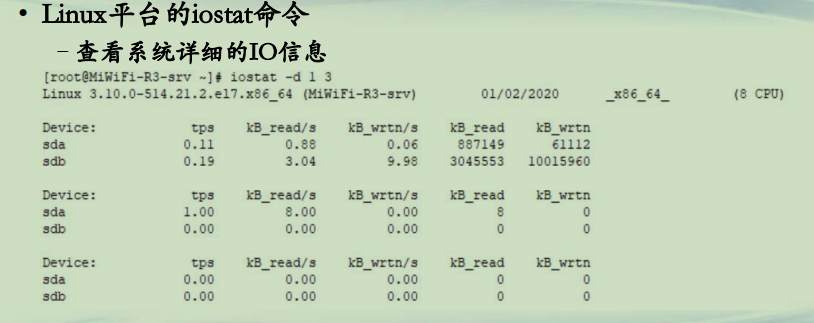 • Linux平台的iostat命令
– 查看系统详细的IO信息
[root@MiWiFi-R3-srv ~]# iostat -d 1 3
Linux 3.10.0-514.21.2.el7.x86_64 (MiWiFi-R3-srv) 01/02/2020 _x86_64_ (8 CPU)
Device: tps kB_read/s kB_wrtn/s kB_read kB_wrtn
sda 0.11 0.88 0.06 887149 61112
sdb 0.19 3.04 9.98 3045553 10015960
Device: tps kB_read/s kB_wrtn/s kB_read kB_wrtn
sda 1.00 8.00 0.00 8 0
sdb 0.00 0.00 0.00 0 0
Device: tps kB_read/s kB_wrtn/s kB_read kB_wrtn
sda 0.00 0.00 0.00 0 0
sdb 0.00 0.00 0.00 0 0